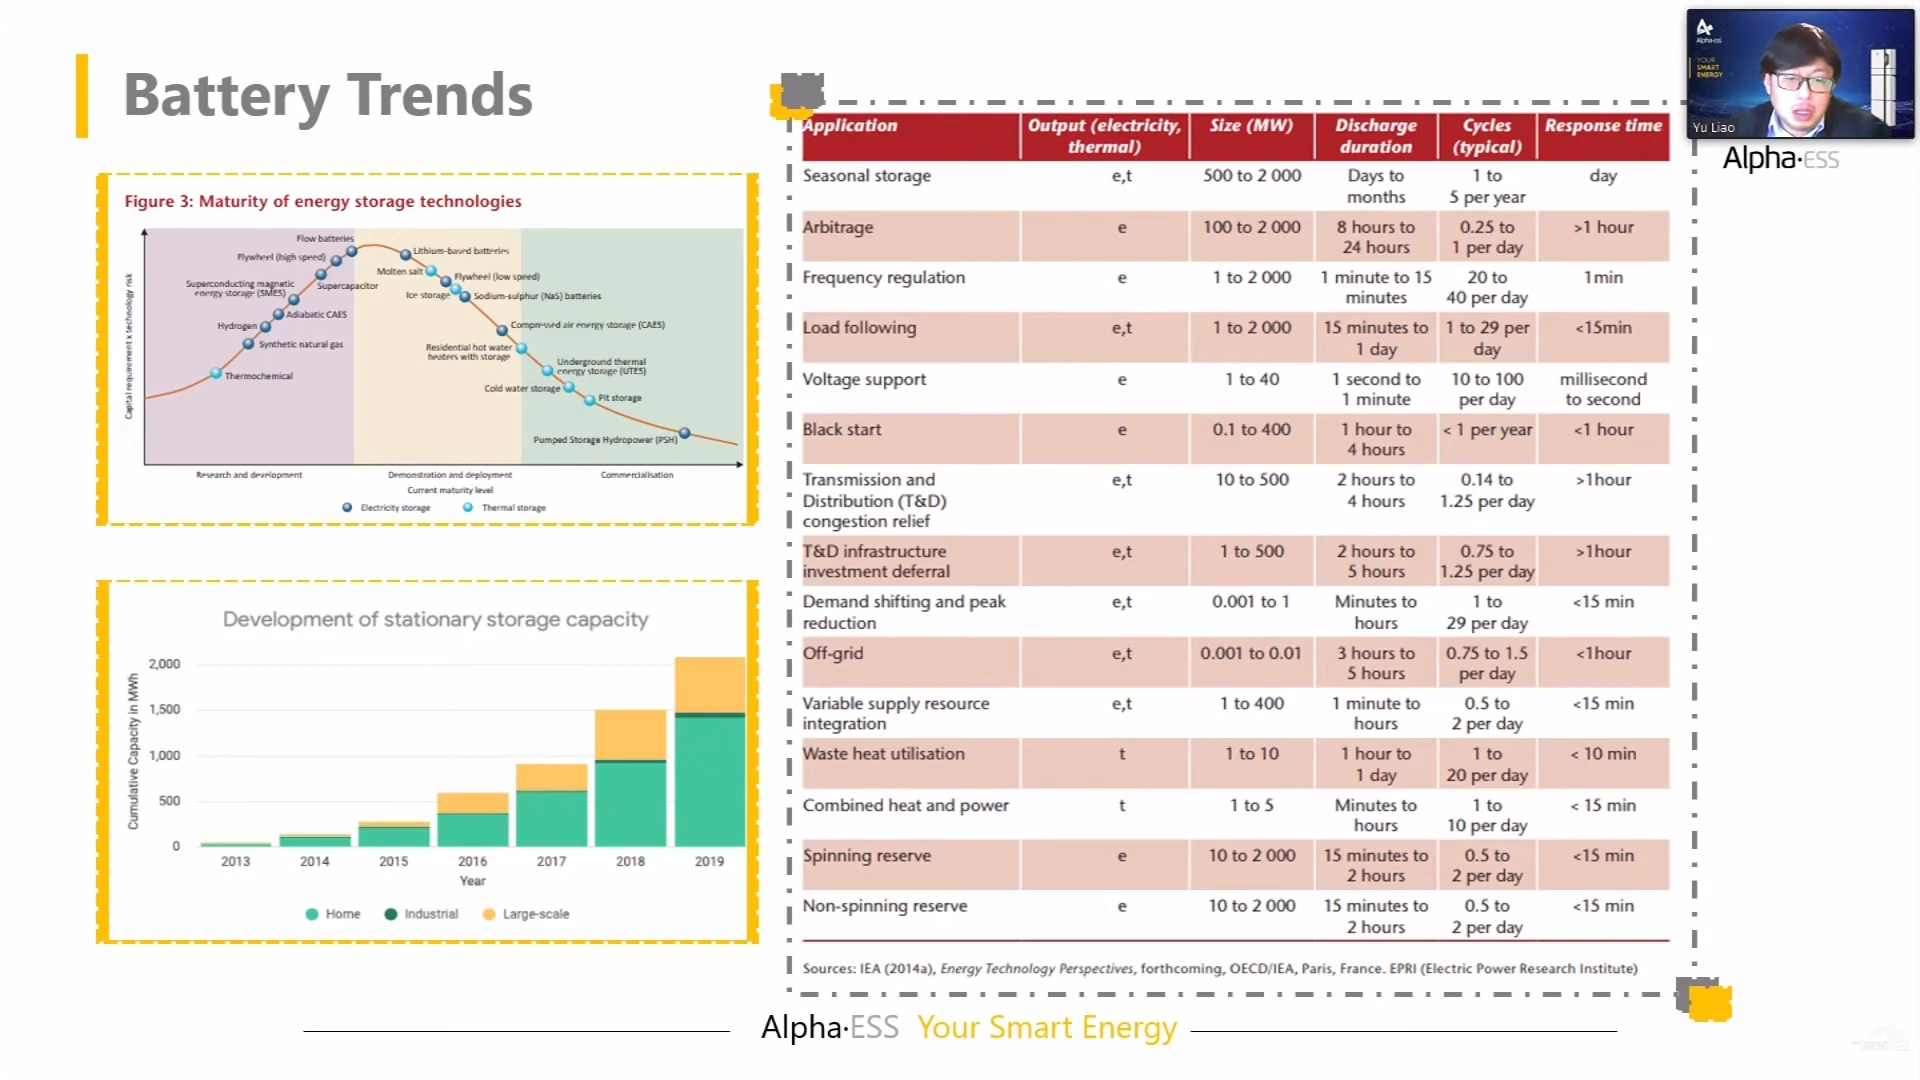 Battery Trends
Figure 3: Maturity of energy storage technologies
Capital requirement x technology risk
Flow batteries
Lithium-based batteries
Flywheel (high speed)
Molten salt
Flywheel (low speed)
Superconducting magnetic
energy storage (SMES)
Supercapacitor
Ice storage
Sodium-sulphur (NaS) batteries
Adiabatic CAES
Hydrogen
Compressed air energy storage (CAES)
Synthetic natural gas
Residential hot water
heaters with storage
Underground thermal
energy storage (UTES)
Thermochemical
Cold water storage
Pit storage
Pumped Storage Hydropower (PSH)
Research and development
Demonstration and deployment
Commercialisation
Current maturity level
Electricity storage
Thermal storage
Development of stationary storage capacity
Cumulative Capacity in MWh
2,000
1,500
1,000
500
0
2013 2014 2015 2016 2017 2018 2019
Year
Home Industrial Large-scale
Application Output (electricity, Size (MW) Discharge Cycles Response time
thermal) duration (typical)
Seasonal storage e,t 500 to 2 000 Days to 1 to day
months 5 per year
Arbitrage e 100 to 2 000 8 hours to 0.25 to >1 hour
24 hours 1 per day
Frequency regulation e 1 to 2 000 1 minute to 15 20 to 1min
minutes 40 per day
Load following e,t 1 to 2 000 15 minutes to 1 to 29 per <15min
1 day day
Voltage support e 1 to 40 1 second to 10 to 100 millisecond
1 minute per day to second
Black start e 0.1 to 400 1 hour to < 1 per year <1 hour
4 hours
Transmission and e,t 10 to 500 2 hours to 0.14 to >1hour
Distribution (T&D) 4 hours 1.25 per day
congestion relief
T&D infrastructure e,t 1 to 500 2 hours to 0.75 to >1hour
investment deferral 5 hours 1.25 per day
Demand shifting and peak e,t 0.001 to 1 Minutes to 1 to <15 min
reduction hours 29 per day
Off-grid e,t 0.001 to 0.01 3 hours to 0.75 to 1.5 <1hour
5 hours per day
Variable supply resource e,t 1 to 400 1 minute to 0.5 to <15 min
integration hours 2 per day
Waste heat utilisation t 1 to 10 1 hour to 1 to < 10 min
1 day 20 per day
Combined heat and power t 1 to 5 Minutes to 1 to < 15 min
hours 10 per day
Spinning reserve e 10 to 2 000 15 minutes to 0.5 to <15 min
2 hours 2 per day
Non-spinning reserve e 10 to 2 000 15 minutes to 0.5 to <15 min
2 hours 2 per day
Sources: IEA (2014a), Energy Technology Perspectives, forthcoming, OECD/IEA, Paris, France. EPRI (Electric Power Research Institute)
Alpha·ESS
YOUR
SMART
ENERGY
Yu Liao
Alpha·ESS
Alpha·ESS Your Smart Energy